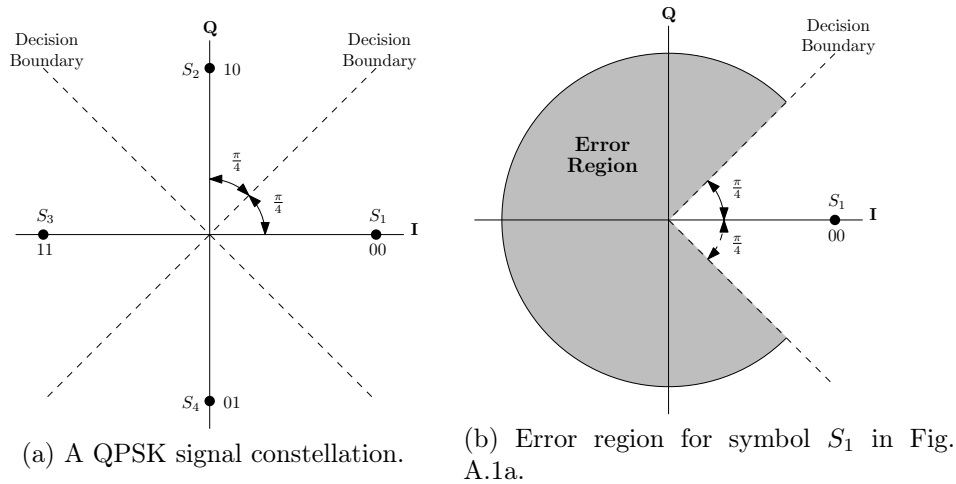 Q
Decision
Boundary
Decision
Boundary
S2 10
π/4
π/4
S3
11
S1
00
I
S4 01
(a) A QPSK signal constellation.
Q
Decision
Boundary
Error
Region
π/4
S1
I
00
π/4
(b) Error region for symbol S1 in Fig.
A.1a.